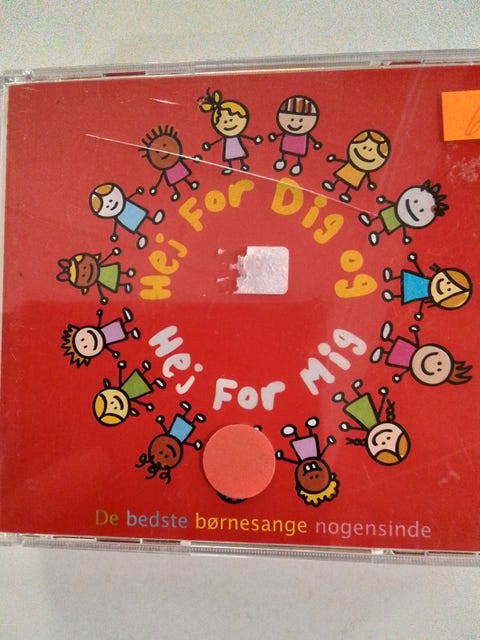 Hej For Dig og
Hej For Mig
De bedste børnesange nogensinde